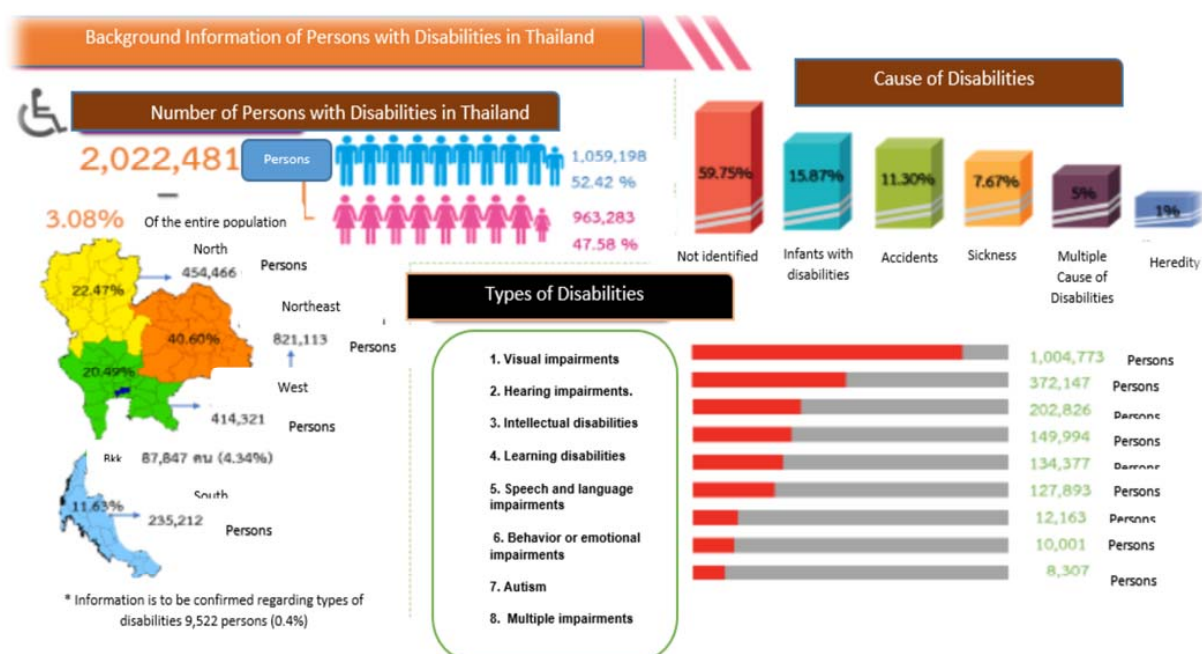 Background Information of Persons with Disabilities in Thailand
Number of Persons with Disabilities in Thailand
2,022,481
Persons
1,059,198
52.42 %
963,283
47.58 %
3.08%
Of the entire population
North
454,466
Persons
22.47%
Northeast
40.60%
821,113
Persons
20.49%
West
414,321
Persons
Bkk
87,847 คน (4.34%)
South
11.63%
235,212
Persons
* Information is to be confirmed regarding types of
disabilities 9,522 persons (0.4%)
Cause of Disabilities
59.75%
15.87%
11.30%
7.67%
5%
1%
Not identified
Infants with
disabilities
Accidents
Sickness
Multiple
Cause of
Disabilities
Heredity
Types of Disabilities
1. Visual impairments
2. Hearing impairments.
3. Intellectual disabilities
4. Learning disabilities
5. Speech and language
impairments
6. Behavior or emotional
impairments
7. Autism
8. Multiple impairments
1,004,773 Persons
372,147 Persons
202,826 Persons
149,994 Persons
134,377 Persons
127,893 Persons
12,163 Persons
10,001 Persons
8,307 Persons